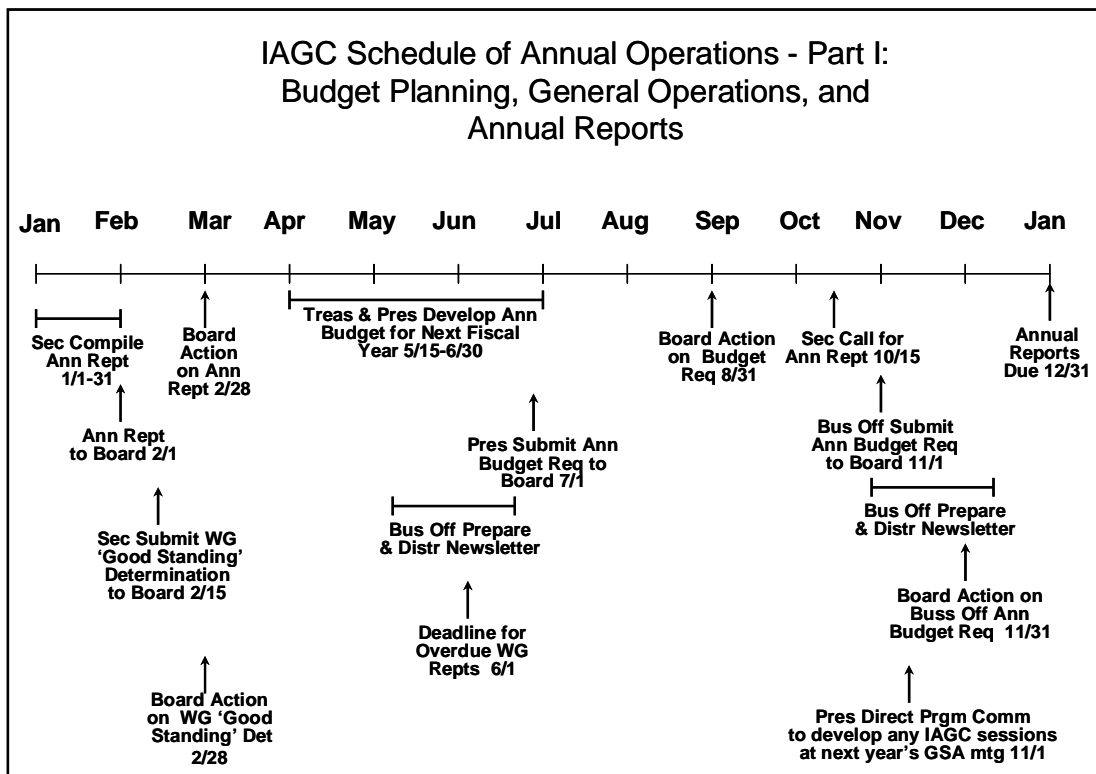 IAGC Schedule of Annual Operations - Part I:
Budget Planning, General Operations, and
Annual Reports
Jan Feb Mar Apr May Jun Jul Aug Sep Oct Nov Dec Jan
Sec Compile
Ann Rept
1/1-31
Board
Action
on Ann
Rept 2/28
Treas & Pres Develop Ann
Budget for Next Fiscal
Year 5/15-6/30
Board Action
on Budget
Req 8/31
Sec Call for
Ann Rept 10/15
Annual
Reports
Due 12/31
Ann Rept
to Board 2/1
Pres Submit Ann
Budget Req to
Board 7/1
Bus Off Submit
Ann Budget Req
to Board 11/1
Sec Submit WG
‘Good Standing’
Determination
to Board 2/15
Bus Off Prepare
& Distr Newsletter
Bus Off Prepare
& Distr Newsletter
Deadline for
Overdue WG
Repts 6/1
Board Action on
Buss Off Ann
Budget Req 11/31
Board Action
on WG ‘Good
Standing’ Det
2/28
Pres Direct Prgm Comm
to develop any IAGC sessions
at next year's GSA mtg 11/1